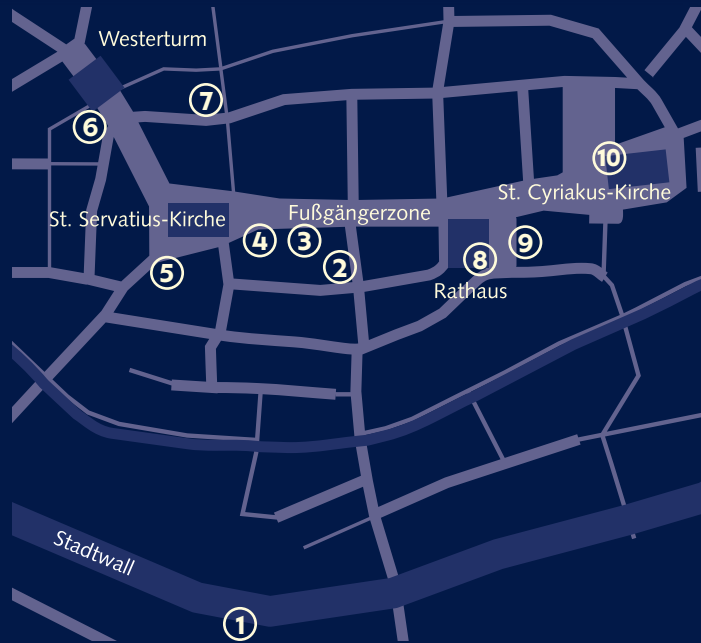 Westerturm
7
6
10
St. Cyriakus-Kirche
St. Servatius-Kirche
Fußgängerzone
4
3
9
2
8
5
Rathaus
Stadtwall
1